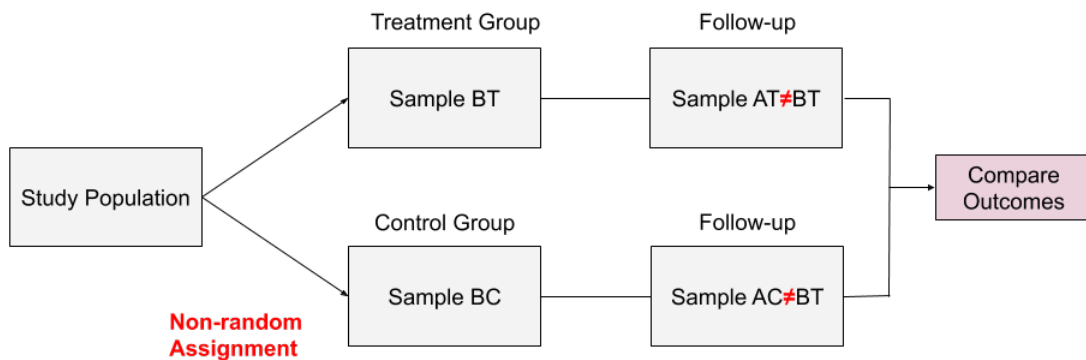 Treatment Group
Follow-up
Sample BT
Sample AT≠BT
Study Population
Compare
Outcomes
Control Group
Follow-up
Sample BC
Sample AC≠BT
Non-random
Assignment